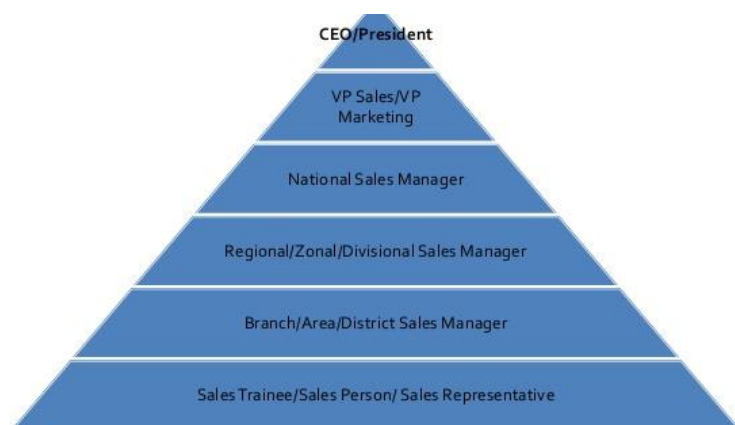 CEO/President
VP Sales/VP
Marketing
National Sales Manager
Regional/Zonal/Divisional Sales Manager
Branch/Area/District Sales Manager
Sales Trainee/Sales Person/ Sales Representative